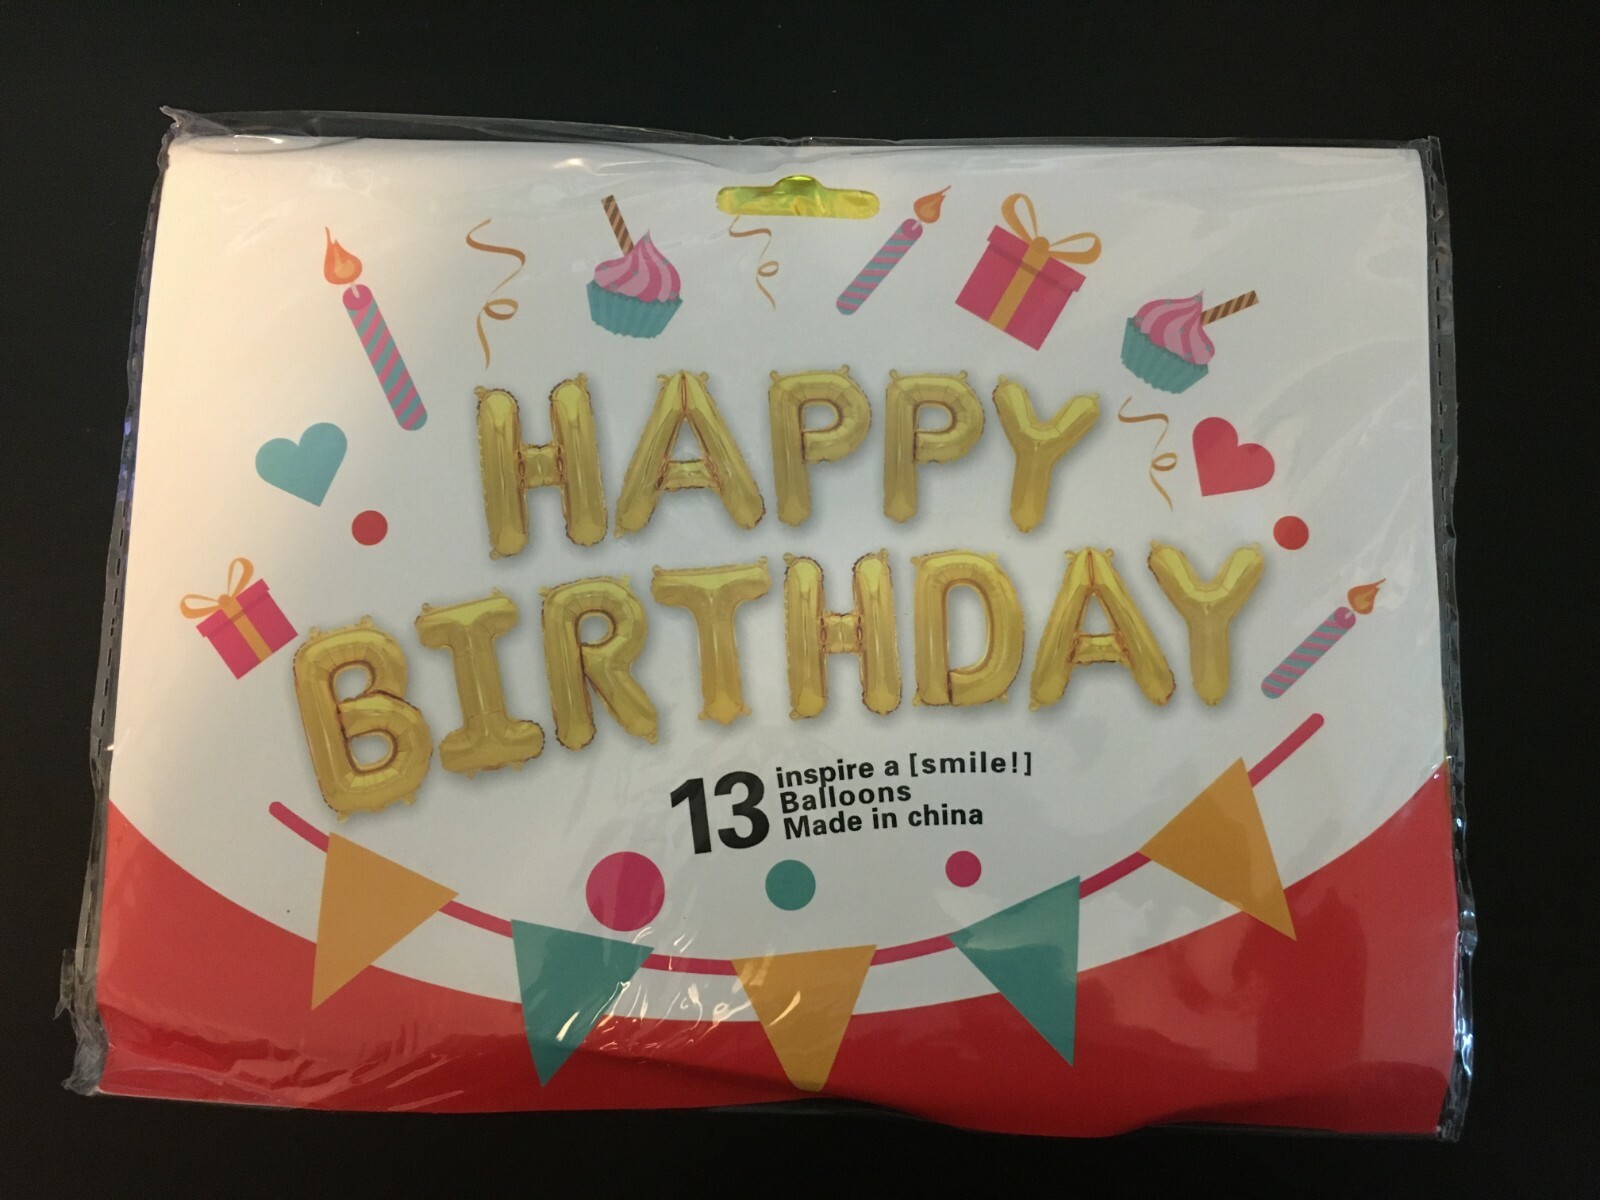 HAPPY
BIRTHDAY
13 inspire a [smile!]
Balloons
Made in china